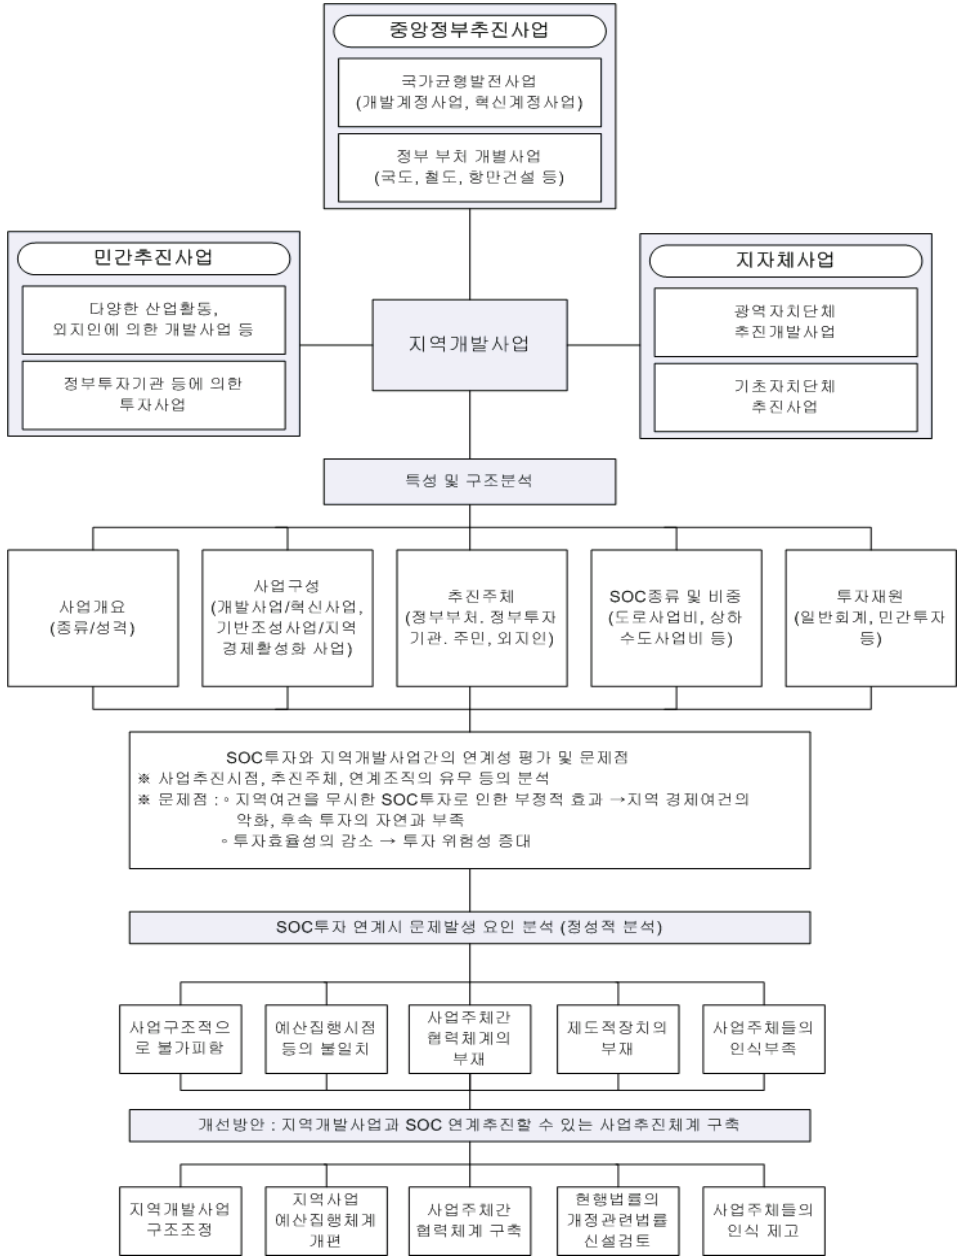 중앙정부추진사업
국가균형발전사업
(개발계정사업, 혁신계정사업)
정부 부처 개별사업
(국도, 철도, 항만건설 등)
민간추진사업
다양한 산업활동,
외지인에 의한 개발사업 등
정부투자기관 등에 의한
투자사업
지역개발사업
지자체사업
광역자치단체
추진개발사업
기초자치단체
추진사업
특성 및 구조분석
사업개요
(종류/성격)
사업구성
(개발사업/혁신사업,
기반조성사업/지역
경제활성화 사업)
추진주체
(정부부처. 정부투자
기관. 주민, 외지인)
SOC종류 및 비중
(도로사업비, 상하
수도사업비 등)
투자재원
(일반회계, 민간투자
등)
SOC투자와 지역개발사업간의 연계성 평가 및 문제점
※ 사업추진시점, 추진주체, 연계조직의 유무 등의 분석
※ 문제점 : ◦ 지역여건을 무시한 SOC투자로 인한 부정적 효과 →지역 경제여건의
악화, 후속 투자의 자연과 부족
◦ 투자효율성의 감소 → 투자 위험성 증대
SOC투자 연계시 문제발생 요인 분석 (정성적 분석)
사업구조적으
로 불가피함
예산집행시점
등의 불일치
사업주체간
협력체계의
부재
제도적장치의
부재
사업주체들의
인식부족
개선방안 : 지역개발사업과 SOC 연계추진할 수 있는 사업추진체계 구축
지역개발사업
구조조정
지역사업
예산집행체계
개편
사업주체간
협력체계 구축
현행법률의
개정관련법률
신설검토
사업주체들의
인식 제고